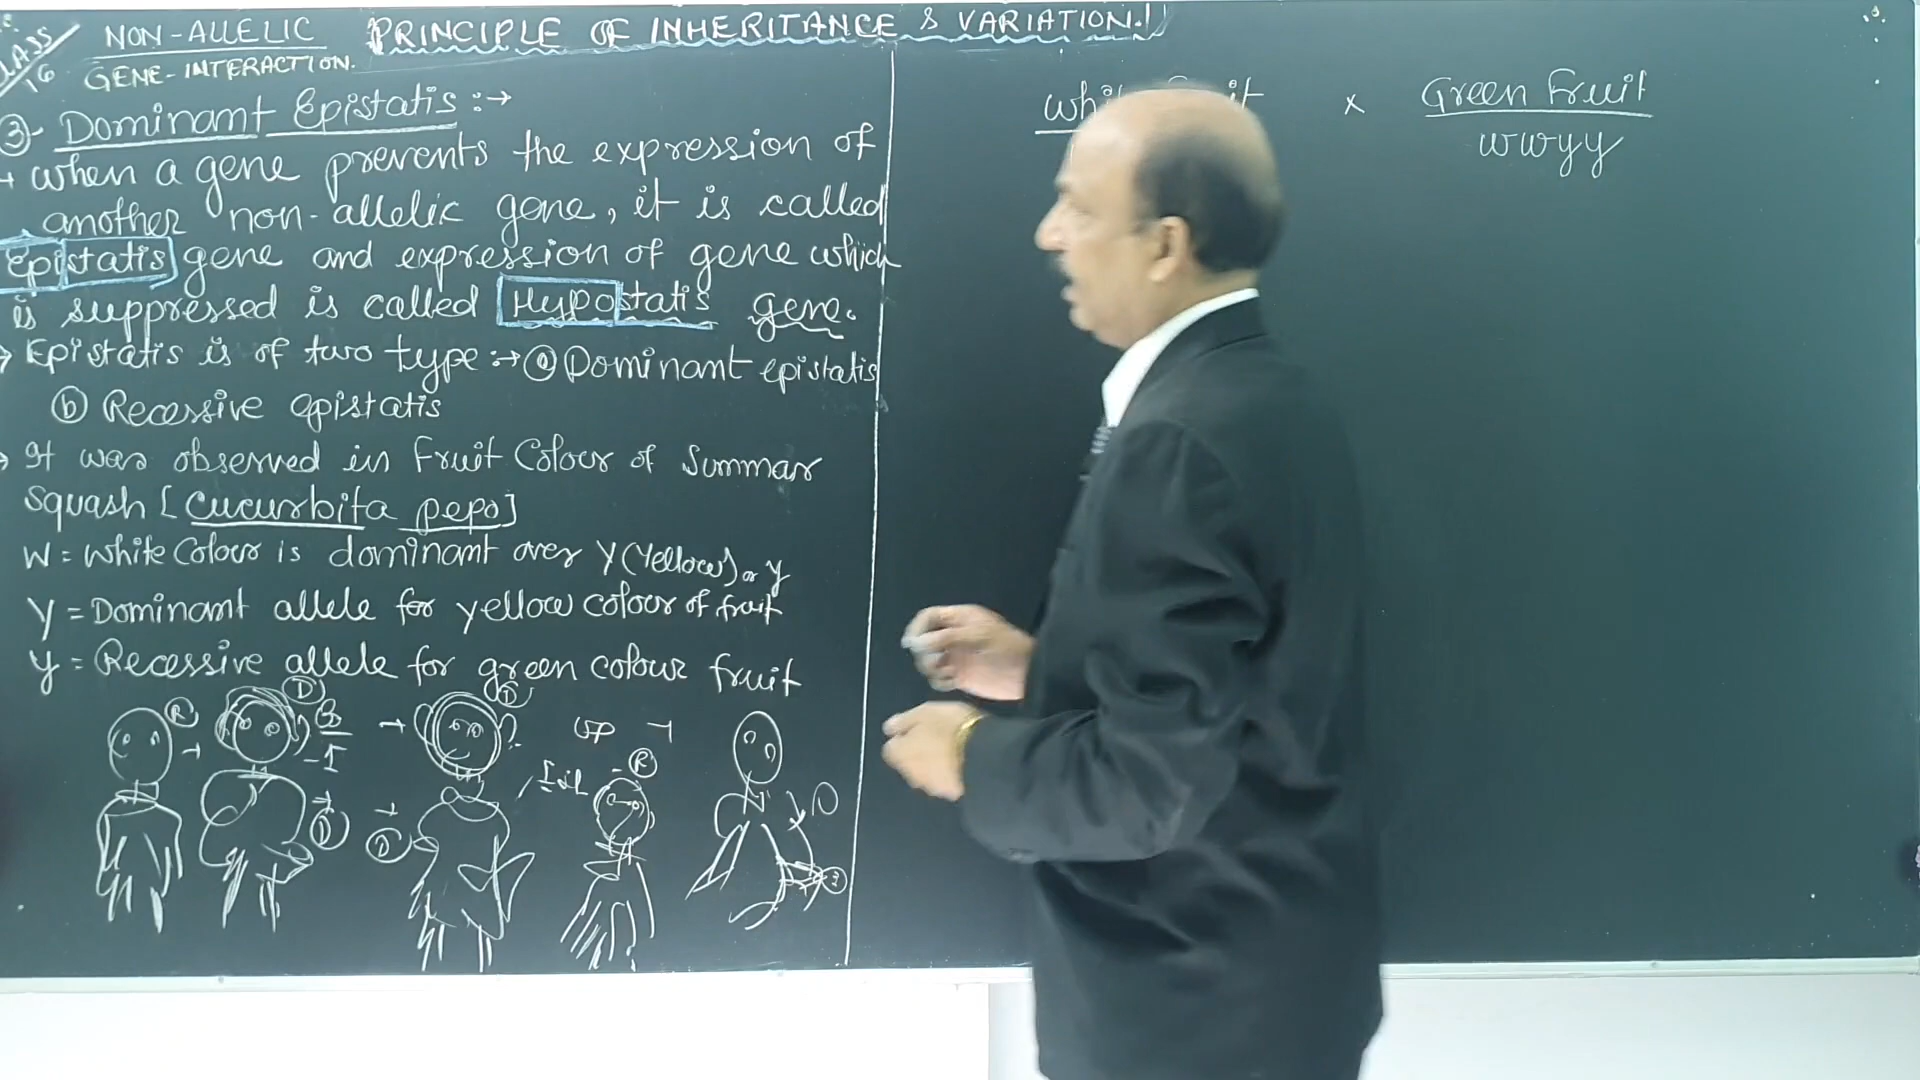 CLASS
16
NON-ALLELIC
GENE-INTERACTION.
PRINCIPLE OF INHERITANCE & VARIATION.!!
③- Dominant Epistatis :→
→ when a gene prevents the expression of
another non-allelic gene, it is called
Epistatis gene and expression of gene which
is suppressed is called Hypostatis gene.
→ Epistatis is of two type :→ ⓐ Dominant epistatis
ⓑ Recessive epistatis
→ It was observed in Fruit Colour of Summar
Squash [Cucurbita pepo]
W = White Colour is dominant over Y (Yellow) or y
Y = Dominant allele for yellow colour of fruit
y = Recessive allele for green colour fruit
Ⓡ Ⓓ Ⓓ
Ⓡ
Ⓓ Ⓓ
x Green Fruit
wwyy